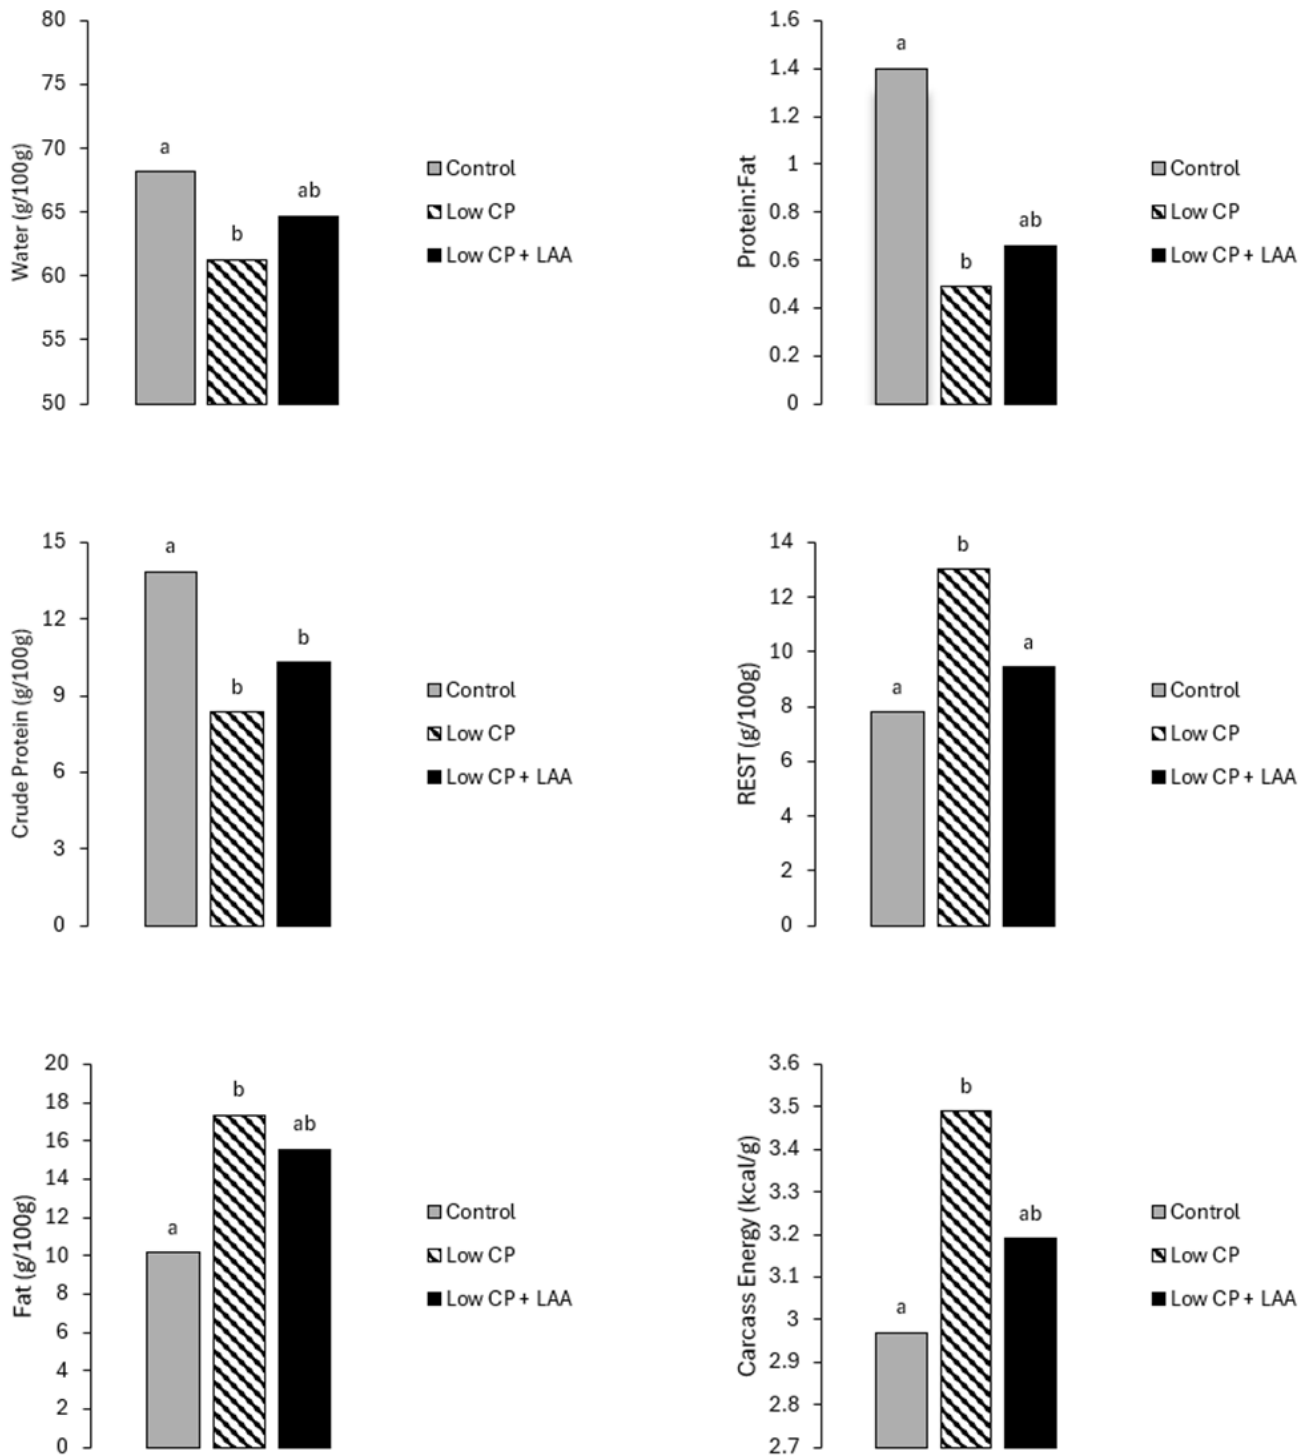 80
75
70
65
60
55
50
Water (g/100g)
a
b
ab
Control
Low CP
Low CP + LAA
1.6
1.4
1.2
1
0.8
0.6
0.4
0.2
0
Protein:Fat
a
b
ab
Control
Low CP
Low CP + LAA
15
12
9
6
3
0
Crude Protein (g/100g)
a
b
b
Control
Low CP
Low CP + LAA
14
12
10
8
6
4
2
0
REST (g/100g)
a
b
a
Control
Low CP
Low CP + LAA
20
18
16
14
12
10
8
6
4
2
0
Fat (g/100g)
a
b
ab
Control
Low CP
Low CP + LAA
3.6
3.5
3.4
3.3
3.2
3.1
3
2.9
2.8
2.7
Carcass Energy (kcal/g)
a
b
ab
Control
Low CP
Low CP + LAA